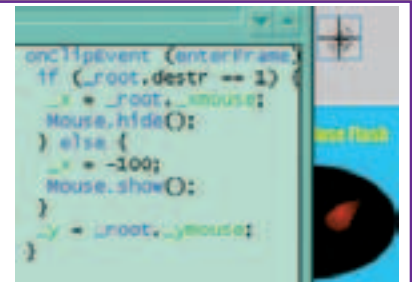 onClipEvent (enterFrame)
if (_root.destr == 1) {
_x = _root._xmouse;
Mouse.hide();
} else {
_x = -100;
Mouse.show();
}
_y = _root._ymouse;
}
flash